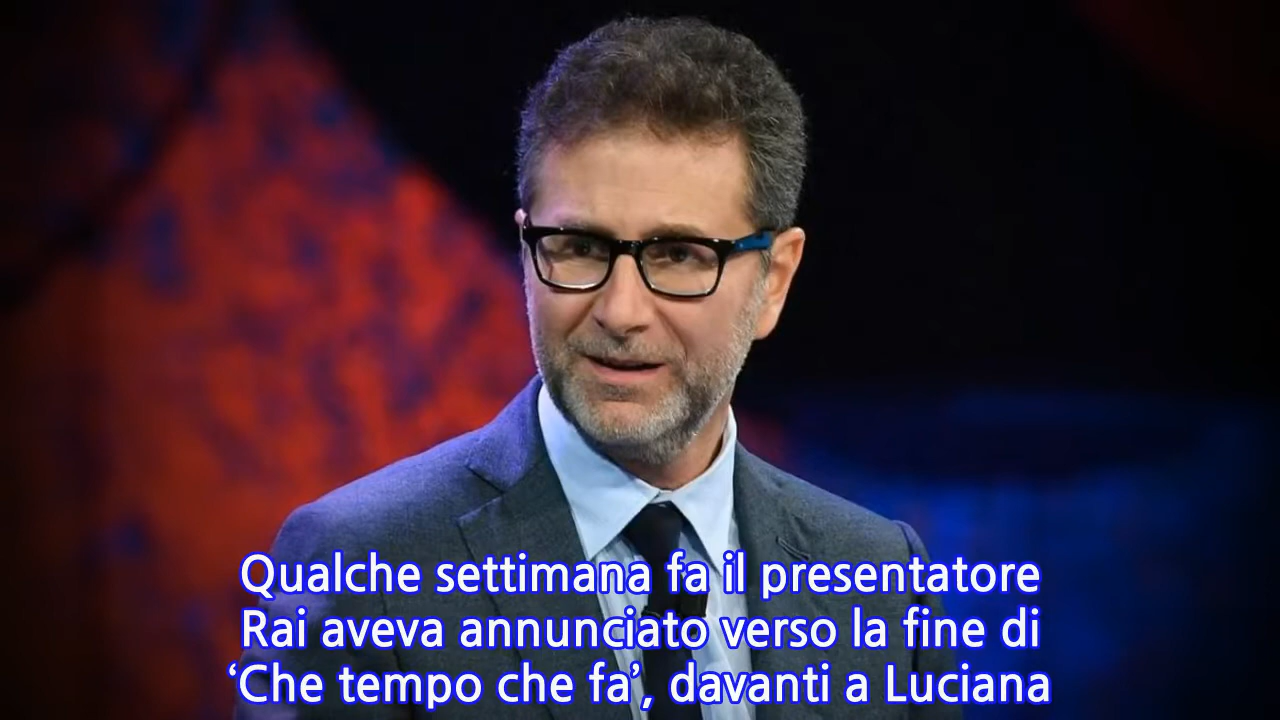 Qualche settimana fa il presentatore
Rai aveva annunciato verso la fine di
‘Che tempo che fa’, davanti a Luciana